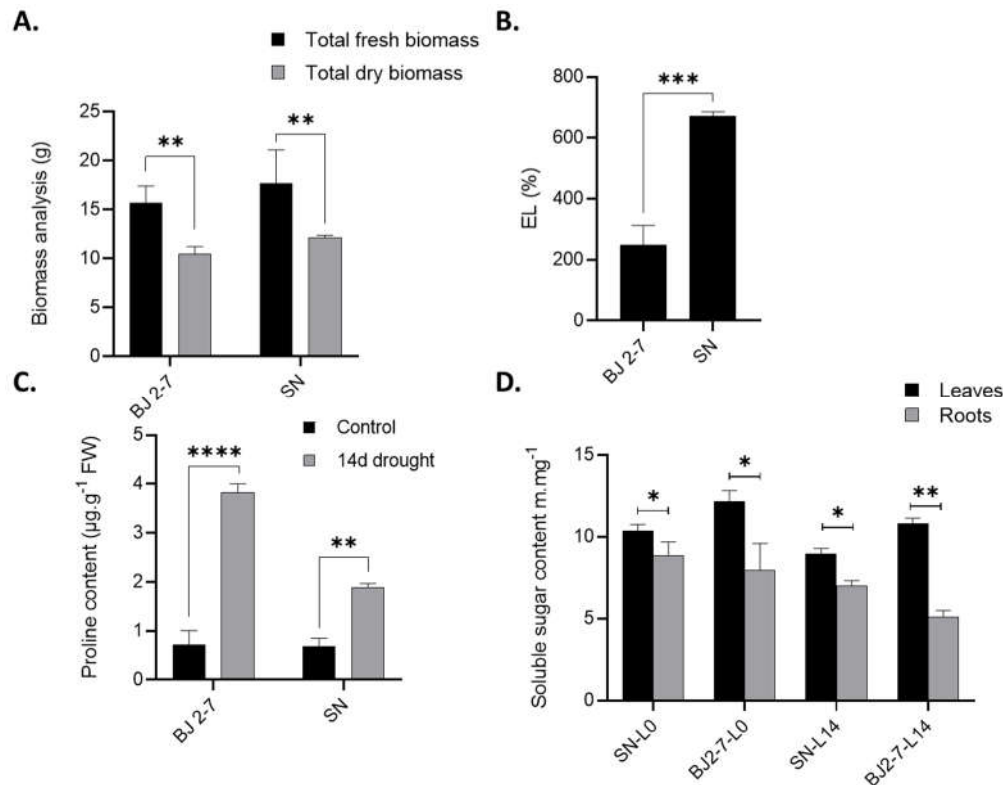 A.
Total fresh biomass
Total dry biomass
Biomass analysis (g)
25
20
15
10
5
0
**
**
BJ 2-7
SN
B.
EL (%)
800
600
400
200
0
***
BJ 2-7
SN
C.
Control
14d drought
Proline content (µg.g⁻¹ FW)
5
4
3
2
1
0
****
**
BJ 2-7
SN
D.
Leaves
Roots
Soluble sugar content m.mg⁻¹
15
10
5
0
*
*
*
**
SN-L0
BJ2-7-L0
SN-L14
BJ2-7-L14